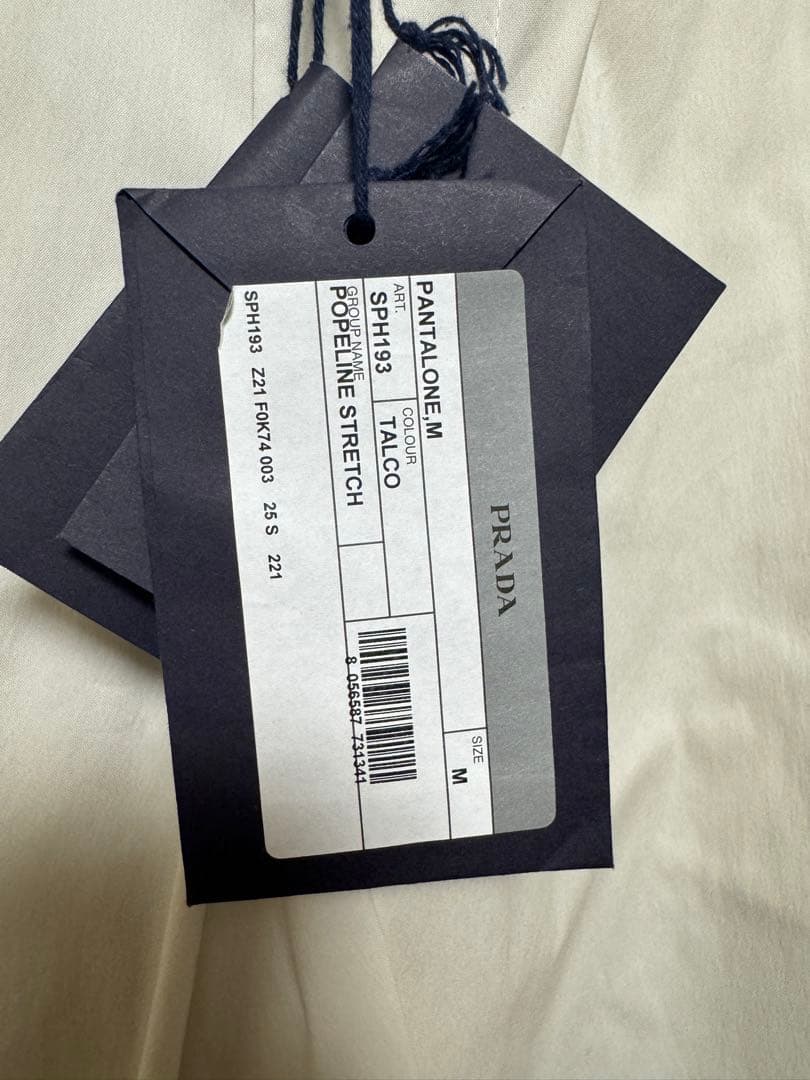 PRADA
SIZE
PANTALONE,M
M
ART.
COLOUR
SPH193
TALCO
GROUP NAME
POPELINE STRETCH
8 056587 731341
SPH193 Z21 F0K74 003 25 S 221